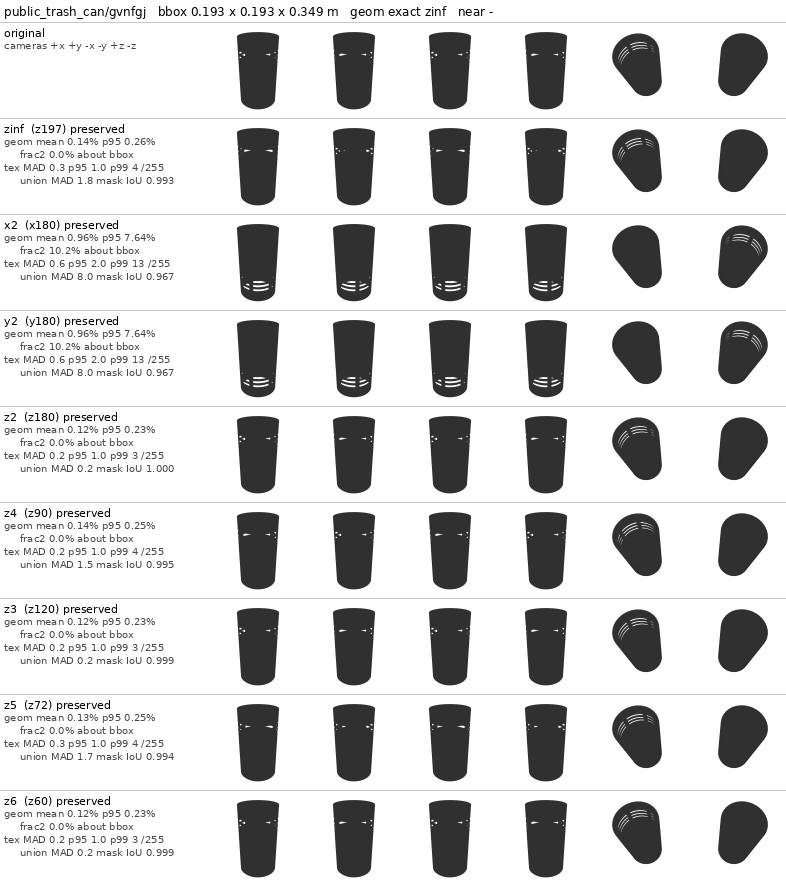 public_trash_can/gvnfgj bbox 0.193 x 0.193 x 0.349 m geom exact zinf near -
original
cameras +x +y -x -y +z -z
zinf (z197) preserved
geom mean 0.14% p95 0.26%
frac2 0.0% about bbox
tex MAD 0.3 p95 1.0 p99 4 /255
union MAD 1.8 mask IoU 0.993
x2 (x180) preserved
geom mean 0.96% p95 7.64%
frac2 10.2% about bbox
tex MAD 0.6 p95 2.0 p99 13 /255
union MAD 8.0 mask IoU 0.967
y2 (y180) preserved
geom mean 0.96% p95 7.64%
frac2 10.2% about bbox
tex MAD 0.6 p95 2.0 p99 13 /255
union MAD 8.0 mask IoU 0.967
z2 (z180) preserved
geom mean 0.12% p95 0.23%
frac2 0.0% about bbox
tex MAD 0.2 p95 1.0 p99 3 /255
union MAD 0.2 mask IoU 1.000
z4 (z90) preserved
geom mean 0.14% p95 0.25%
frac2 0.0% about bbox
tex MAD 0.2 p95 1.0 p99 4 /255
union MAD 1.5 mask IoU 0.995
z3 (z120) preserved
geom mean 0.12% p95 0.23%
frac2 0.0% about bbox
tex MAD 0.2 p95 1.0 p99 3 /255
union MAD 0.2 mask IoU 0.999
z5 (z72) preserved
geom mean 0.13% p95 0.25%
frac2 0.0% about bbox
tex MAD 0.3 p95 1.0 p99 4 /255
union MAD 1.7 mask IoU 0.994
z6 (z60) preserved
geom mean 0.12% p95 0.23%
frac2 0.0% about bbox
tex MAD 0.2 p95 1.0 p99 3 /255
union MAD 0.2 mask IoU 0.999